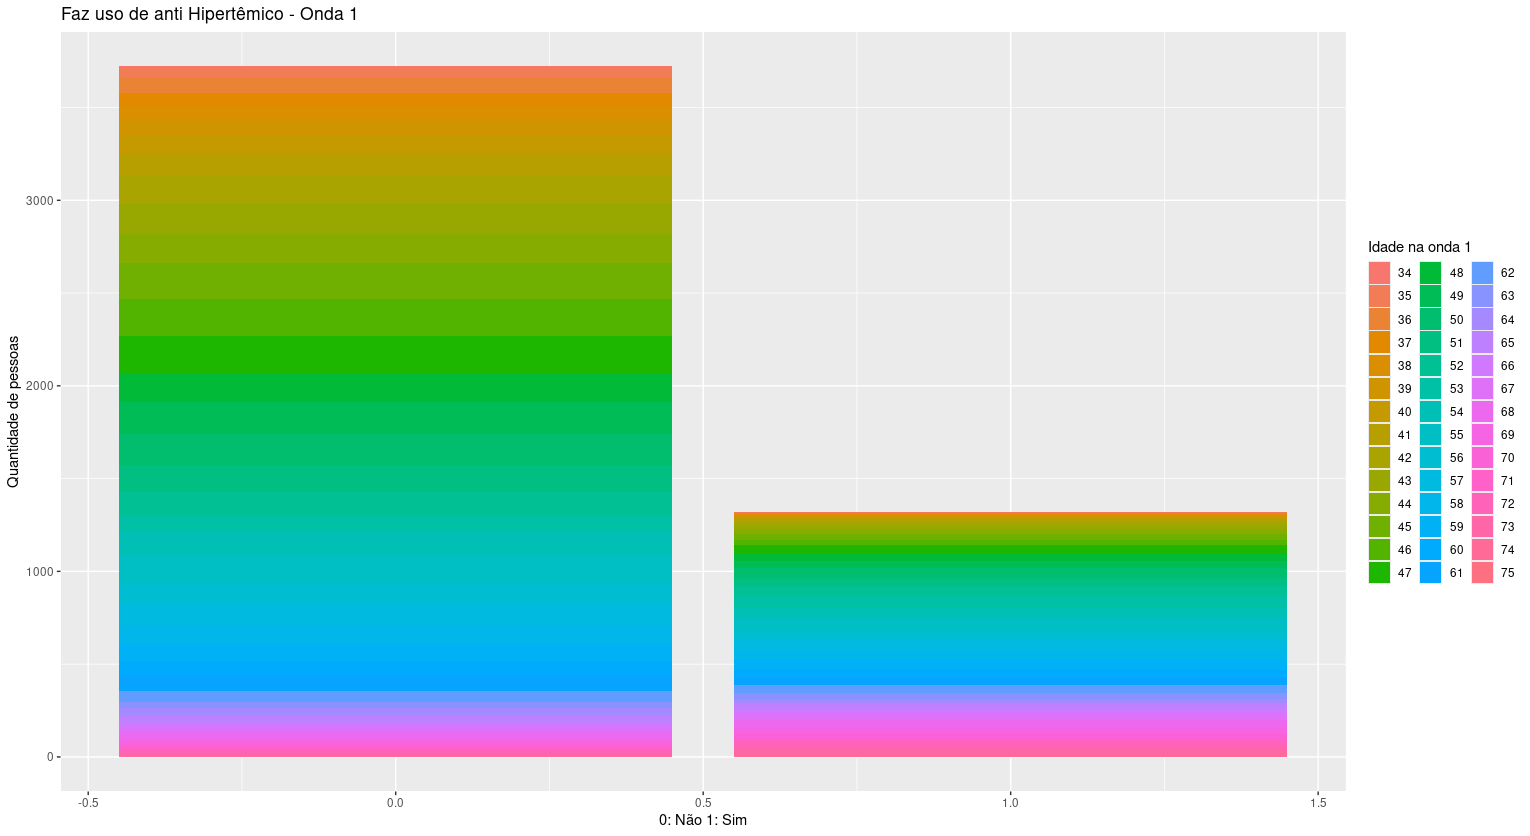 Faz uso de anti Hipertêmico - Onda 1
Quantidade de pessoas
3000
2000
1000
0
-0.5 0.0 0.5 1.0 1.5
0: Não 1: Sim
Idade na onda 1
34 48 62
35 49 63
36 50 64
37 51 65
38 52 66
39 53 67
40 54 68
41 55 69
42 56 70
43 57 71
44 58 72
45 59 73
46 60 74
47 61 75